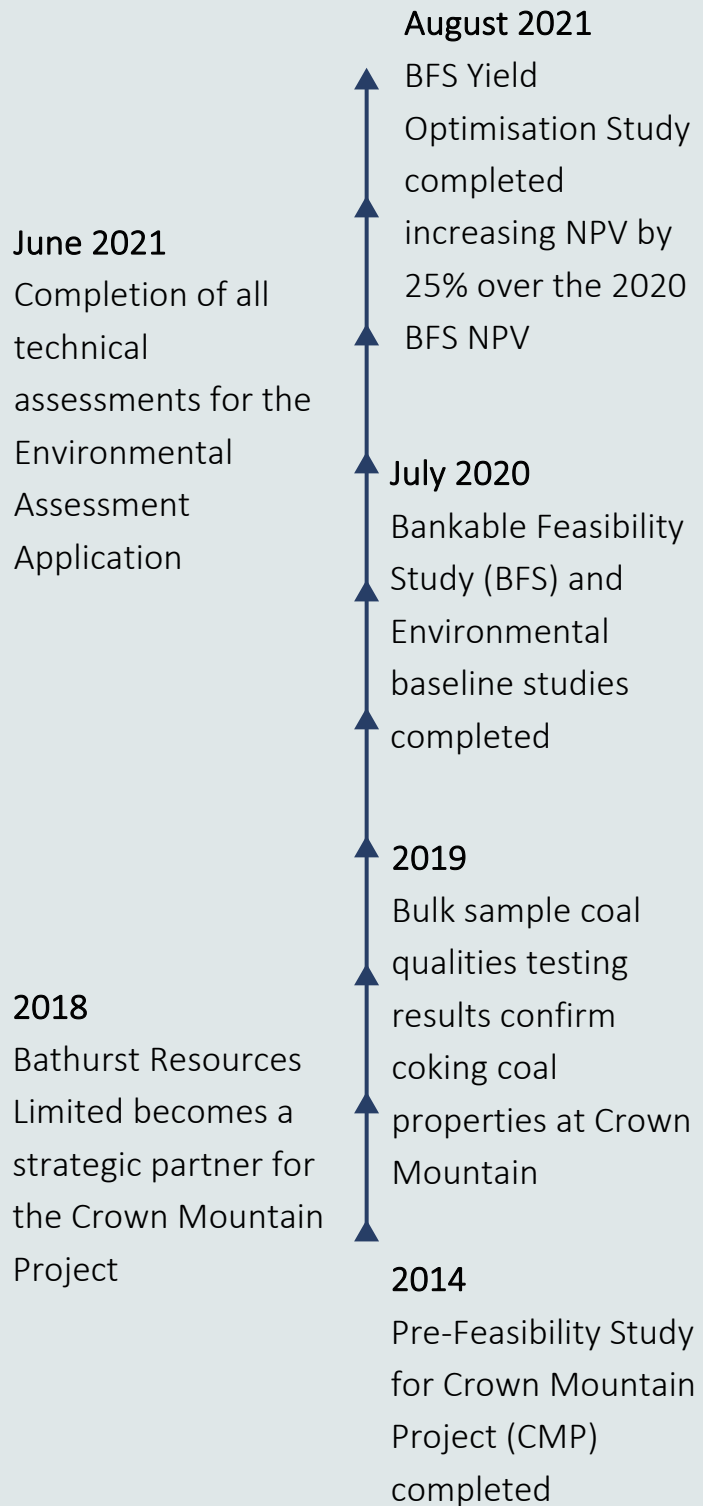 August 2021
BFS Yield
Optimisation Study
completed
increasing NPV by
25% over the 2020
BFS NPV
June 2021
Completion of all
technical
assessments for the
Environmental
Assessment
Application
July 2020
Bankable Feasibility
Study (BFS) and
Environmental
baseline studies
completed
2019
Bulk sample coal
qualities testing
results confirm
coking coal
properties at Crown
Mountain
2018
Bathurst Resources
Limited becomes a
strategic partner for
the Crown Mountain
Project
2014
Pre-Feasibility Study
for Crown Mountain
Project (CMP)
completed